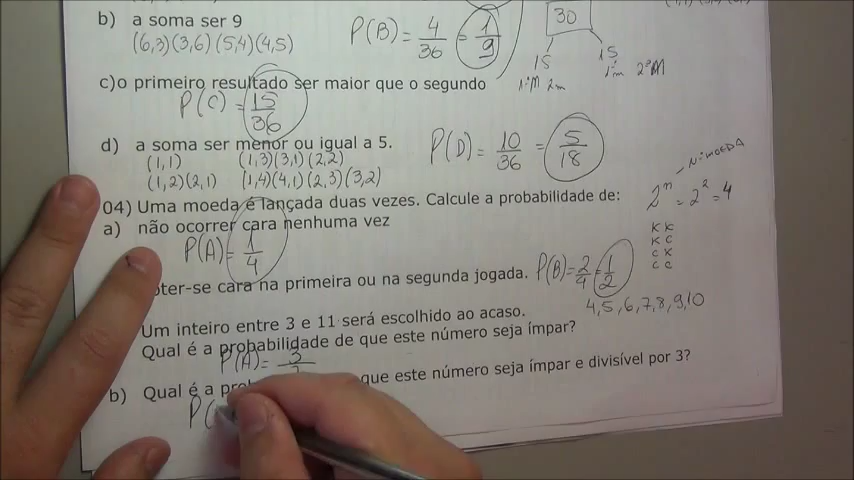 b) a soma ser 9
(6,3)(3,6)(5,4)(4,5)
P(B) = 4/36 = 1/9
30
15 15
1ºM 2m 1ºm 2ºM
c) o primeiro resultado ser maior que o segundo
P(C) = 15/36
d) a soma ser menor ou igual a 5.
(1,1) (1,3)(3,1)(2,2)
(1,2)(2,1) (1,4)(4,1)(2,3)(3,2)
P(D) = 10/36 = 5/18
04) Uma moeda é lançada duas vezes. Calcule a probabilidade de:
2ⁿ = 2² = 4
Nº MOEDA
a) não ocorrer cara nenhuma vez
P(A) = 1/4
KK
KC
CK
CC
obter-se cara na primeira ou na segunda jogada. P(B) = 2/4 = 1/2
4,5,6,7,8,9,10
Um inteiro entre 3 e 11 será escolhido ao acaso.
Qual é a probabilidade de que este número seja ímpar?
P(A) = 3
b) Qual é a que este número seja ímpar e divisível por 3?
P(